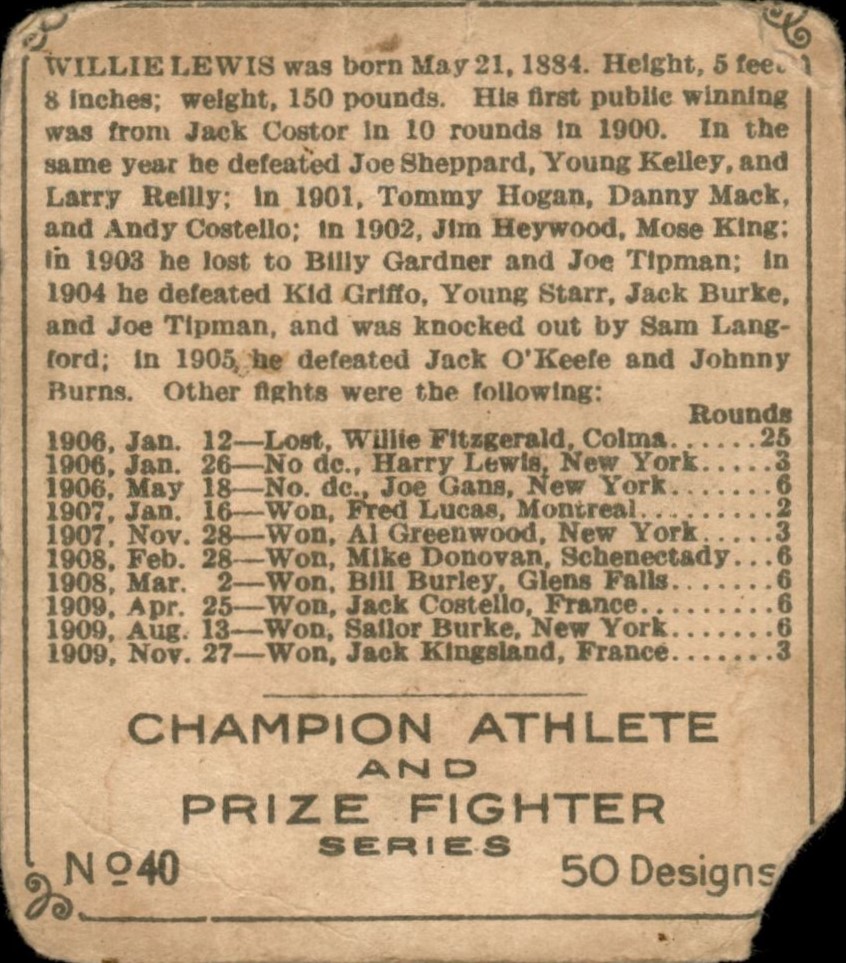 WILLIE LEWIS was born May 21, 1884. Height, 5 feet
8 inches; weight, 150 pounds. His first public winning
was from Jack Costor in 10 rounds in 1900. In the
same year he defeated Joe Sheppard, Young Kelley, and
Larry Reilly; in 1901, Tommy Hogan, Danny Mack,
and Andy Costello; in 1902, Jim Heywood, Mose King;
in 1903 he lost to Billy Gardner and Joe Tipman; in
1904 he defeated Kid Griffo, Young Starr, Jack Burke,
and Joe Tipman, and was knocked out by Sam Lang-
ford; in 1905, he defeated Jack O'Keefe and Johnny
Burns. Other fights were the following:
Rounds
1906, Jan. 12—Lost, Willie Fitzgerald, Colma......25
1906, Jan. 26—No dc., Harry Lewis, New York.....3
1906, May 18—No. dc., Joe Gans, New York.......6
1907, Jan. 16—Won, Fred Lucas, Montreal.........2
1907, Nov. 28—Won, Al Greenwood, New York.....3
1908, Feb. 28—Won, Mike Donovan, Schenectady...6
1908, Mar. 2—Won, Bill Burley, Glens Falls.......6
1909, Apr. 25—Won, Jack Costello, France.........6
1909, Aug. 13—Won, Sailor Burke, New York.......6
1909, Nov. 27—Won, Jack Kingsland, France.......3
CHAMPION ATHLETE
AND
PRIZE FIGHTER
SERIES
Nº 40 50 Designs